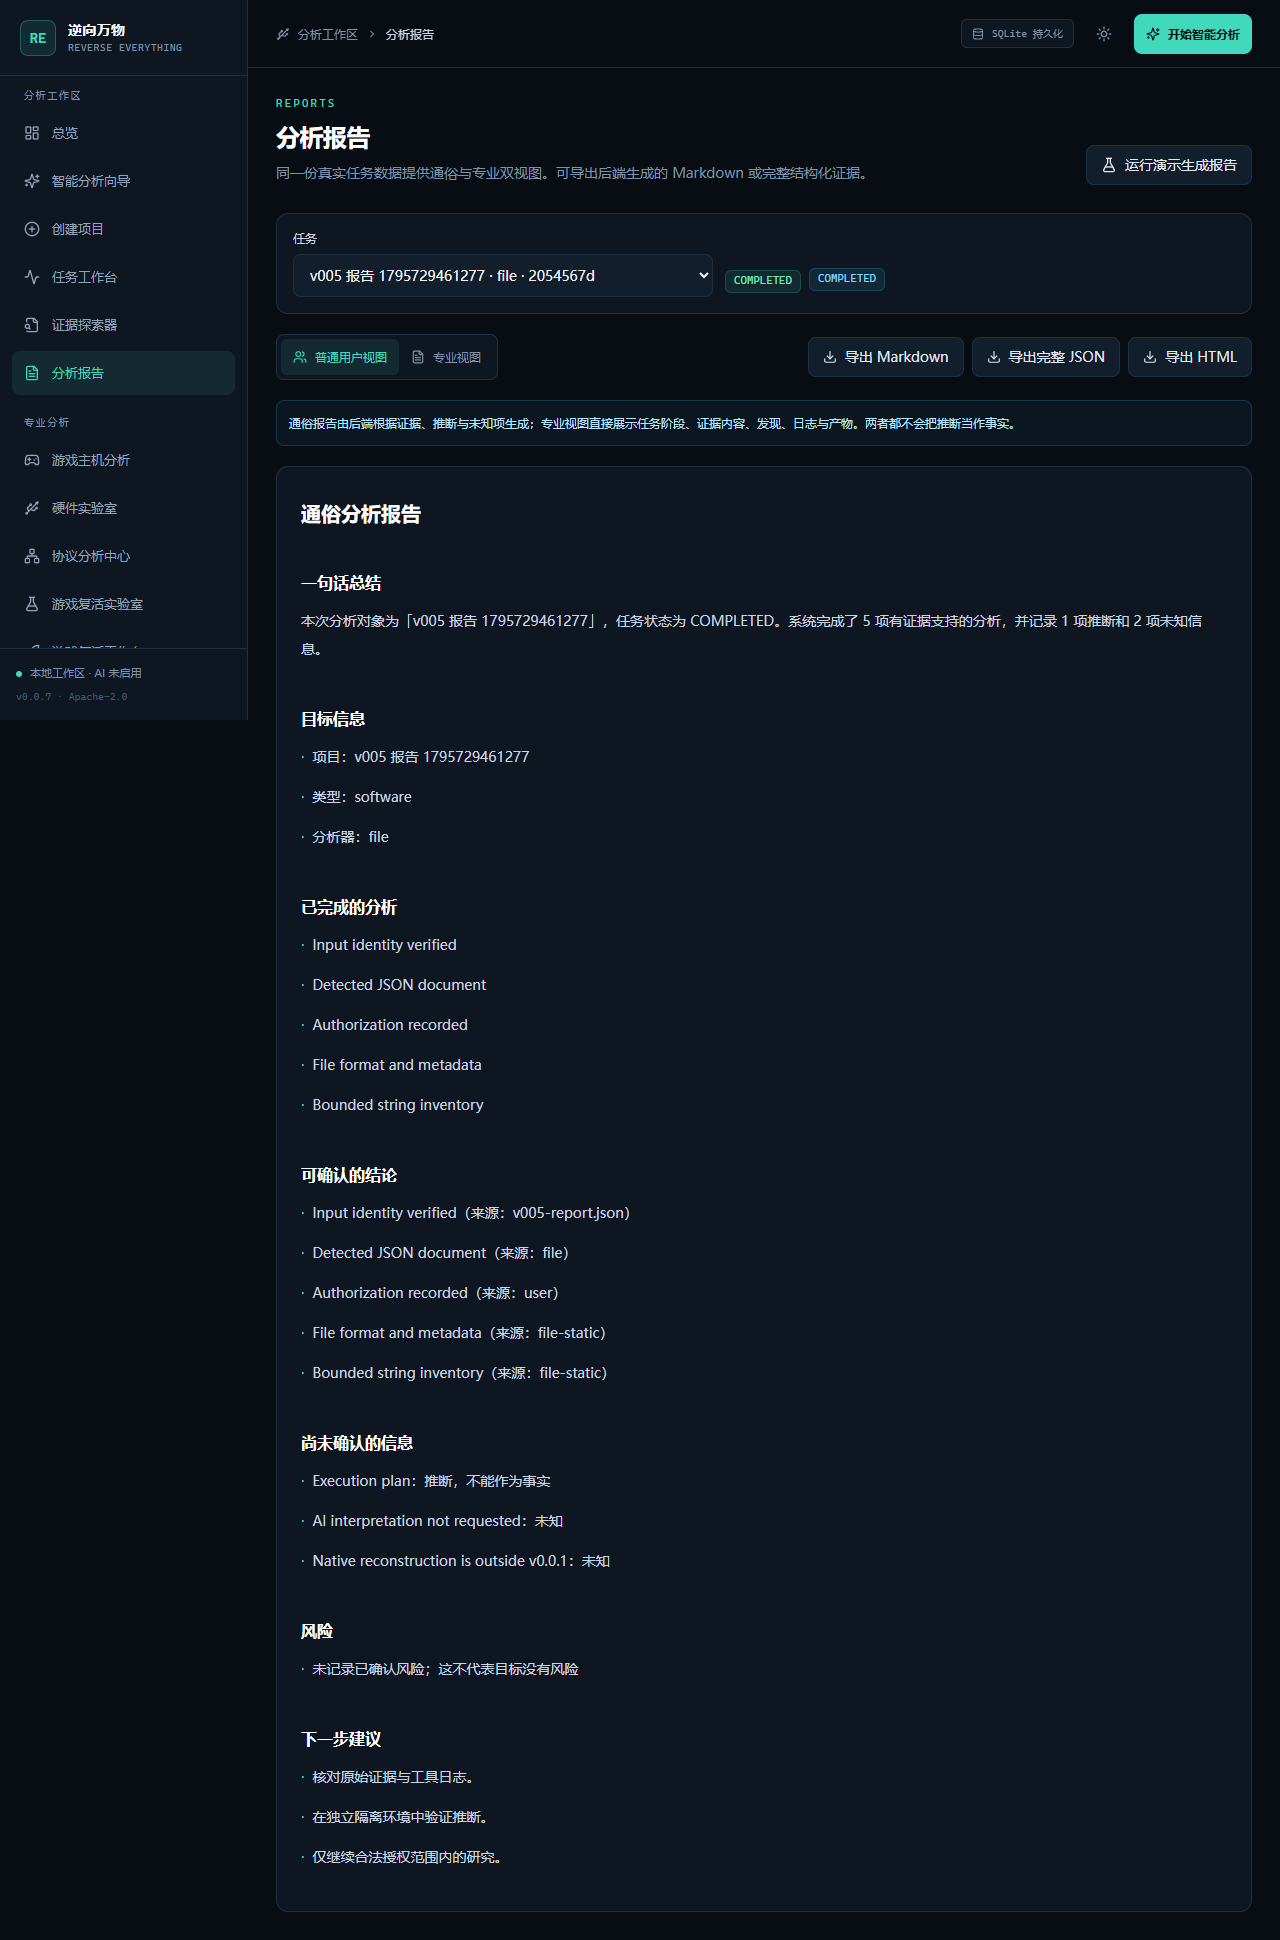 RE
逆向万物
REVERSE EVERYTHING
分析工作区
总览
智能分析向导
创建项目
任务工作台
证据探索器
分析报告
专业分析
游戏主机分析
硬件实验室
协议分析中心
游戏复活实验室
本地工作区 · AI 未启用
v0.0.7 · Apache-2.0
分析工作区 › 分析报告
SQLite 持久化
开始智能分析
REPORTS
分析报告
同一份真实任务数据提供通俗与专业双视图。可导出后端生成的 Markdown 或完整结构化证据。
运行演示生成报告
任务
v005 报告 1795729461277 · file · 2054567d
COMPLETED
COMPLETED
普通用户视图
专业视图
导出 Markdown
导出完整 JSON
导出 HTML
通俗报告由后端根据证据、推断与未知项生成；专业视图直接展示任务阶段、证据内容、发现、日志与产物。两者都不会把推断当作事实。
通俗分析报告
一句话总结
本次分析对象为「v005 报告 1795729461277」，任务状态为 COMPLETED。系统完成了 5 项有证据支持的分析，并记录 1 项推断和 2 项未知信
息。
目标信息
· 项目：v005 报告 1795729461277
· 类型：software
· 分析器：file
已完成的分析
· Input identity verified
· Detected JSON document
· Authorization recorded
· File format and metadata
· Bounded string inventory
可确认的结论
· Input identity verified（来源：v005-report.json）
· Detected JSON document（来源：file）
· Authorization recorded（来源：user）
· File format and metadata（来源：file-static）
· Bounded string inventory（来源：file-static）
尚未确认的信息
· Execution plan：推断，不能作为事实
· AI interpretation not requested：未知
· Native reconstruction is outside v0.0.1：未知
风险
· 未记录已确认风险；这不代表目标没有风险
下一步建议
· 核对原始证据与工具日志。
· 在独立隔离环境中验证推断。
· 仅继续合法授权范围内的研究。